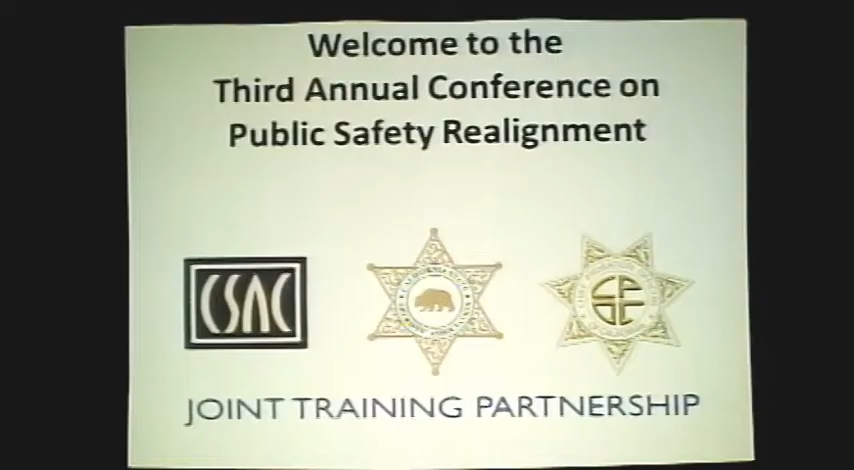 Welcome to the
Third Annual Conference on
Public Safety Realignment
CSAC
JOINT TRAINING PARTNERSHIP